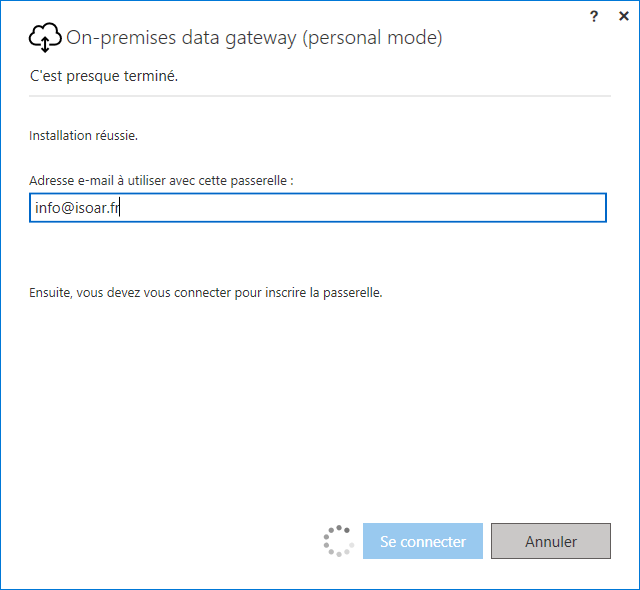 ?
On-premises data gateway (personal mode)
C'est presque terminé.
Installation réussie.
Adresse e-mail à utiliser avec cette passerelle :
info@isoar.fr
Ensuite, vous devez vous connecter pour inscrire la passerelle.
Se connecter
Annuler